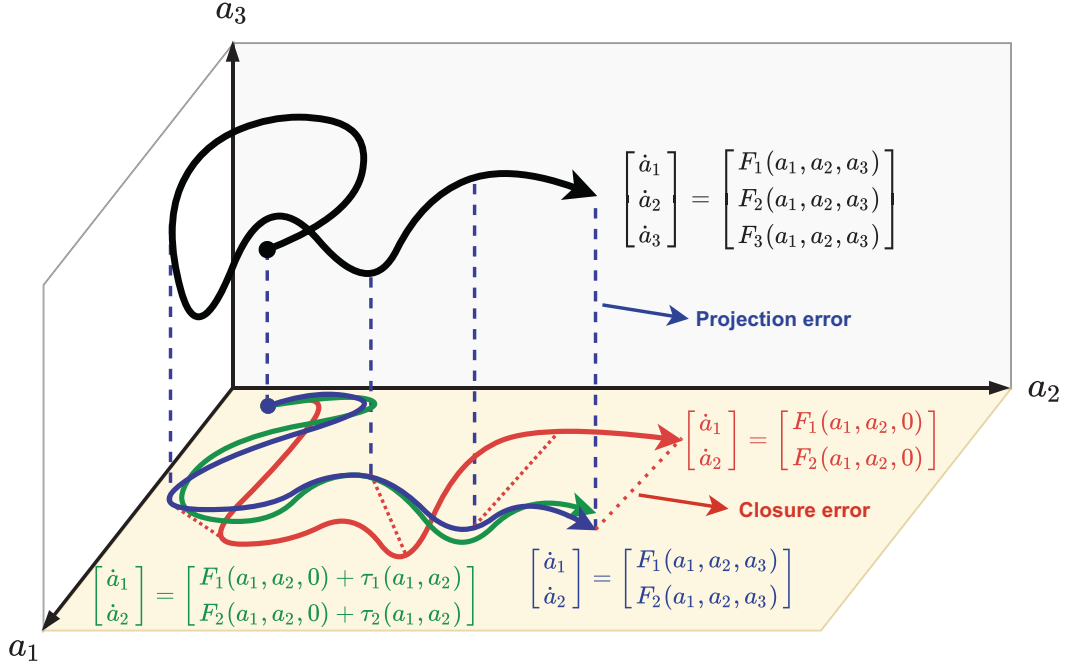 a₃
[ȧ₁ ȧ₂ ȧ₃] = [F₁(a₁, a₂, a₃) F₂(a₁, a₂, a₃) F₃(a₁, a₂, a₃)]
Projection error
a₂
[ȧ₁ ȧ₂] = [F₁(a₁, a₂, 0) F₂(a₁, a₂, 0)]
Closure error
[ȧ₁ ȧ₂] = [F₁(a₁, a₂, a₃) F₂(a₁, a₂, a₃)]
[ȧ₁ ȧ₂] = [F₁(a₁, a₂, 0) + τ₁(a₁, a₂) F₂(a₁, a₂, 0) + τ₂(a₁, a₂)]
a₁